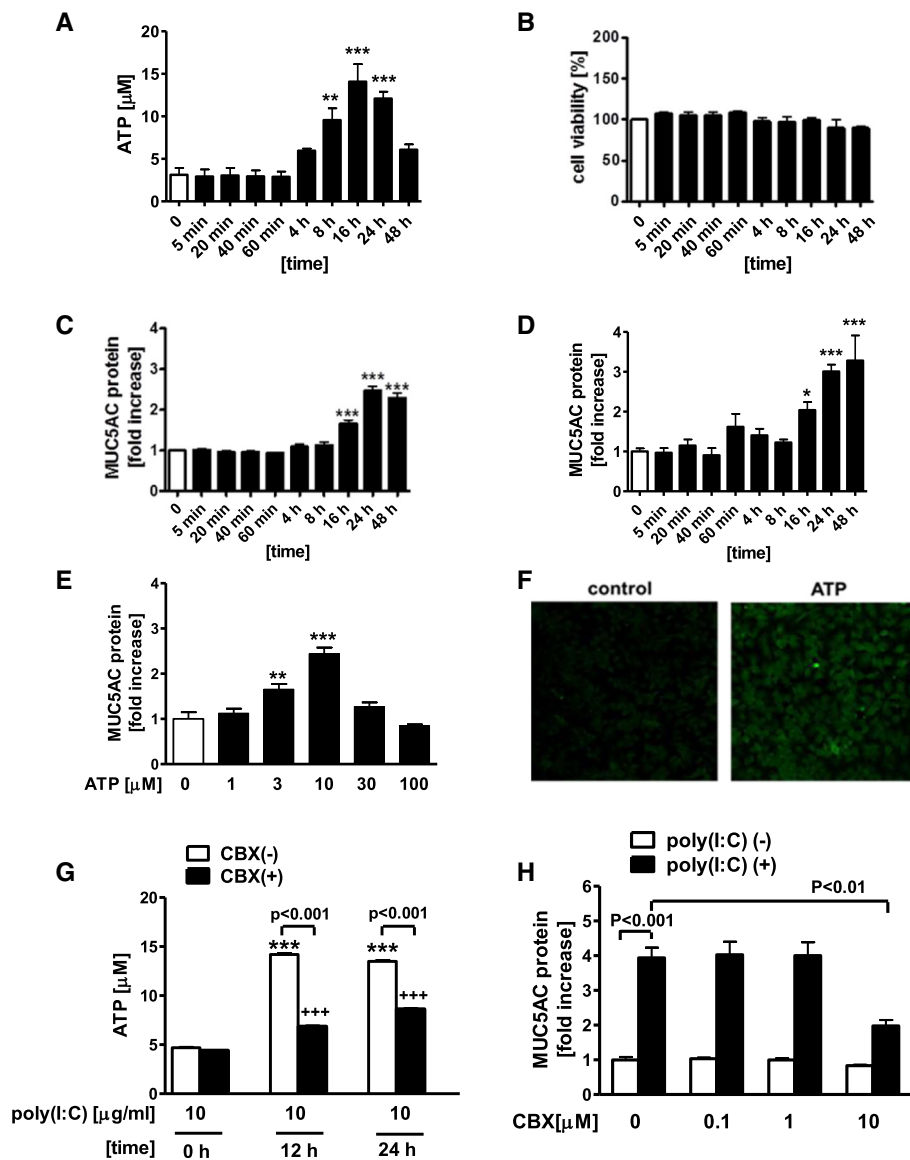 A
ATP [μM]
20
15
10
5
0
** *** ***
0 5 min 20 min 40 min 60 min 4 h 8 h 16 h 24 h 48 h
[time]
B
cell viability [%]
200
150
100
50
0
0 5 min 20 min 40 min 60 min 4 h 8 h 16 h 24 h 48 h
[time]
C
MUC5AC protein
[fold increase]
4
3
2
1
0
*** *** ***
0 5 min 20 min 40 min 60 min 4 h 8 h 16 h 24 h 48 h
[time]
D
MUC5AC protein
[fold increase]
4
3
2
1
0
* *** ***
0 5 min 20 min 40 min 60 min 4 h 8 h 16 h 24 h 48 h
[time]
E
MUC5AC protein
[fold increase]
4
3
2
1
0
** ***
ATP [μM] 0 1 3 10 30 100
F
control ATP
G
CBX(-)
CBX(+)
ATP [μM]
20
15
10
5
0
p<0.001 p<0.001
*** +++ *** +++
poly(I:C) [μg/ml] 10 10 10
[time] 0 h 12 h 24 h
H
poly(I:C) (-)
poly(I:C) (+)
MUC5AC protein
[fold increase]
6
5
4
3
2
1
0
P<0.01
P<0.001
CBX[μM] 0 0.1 1 10